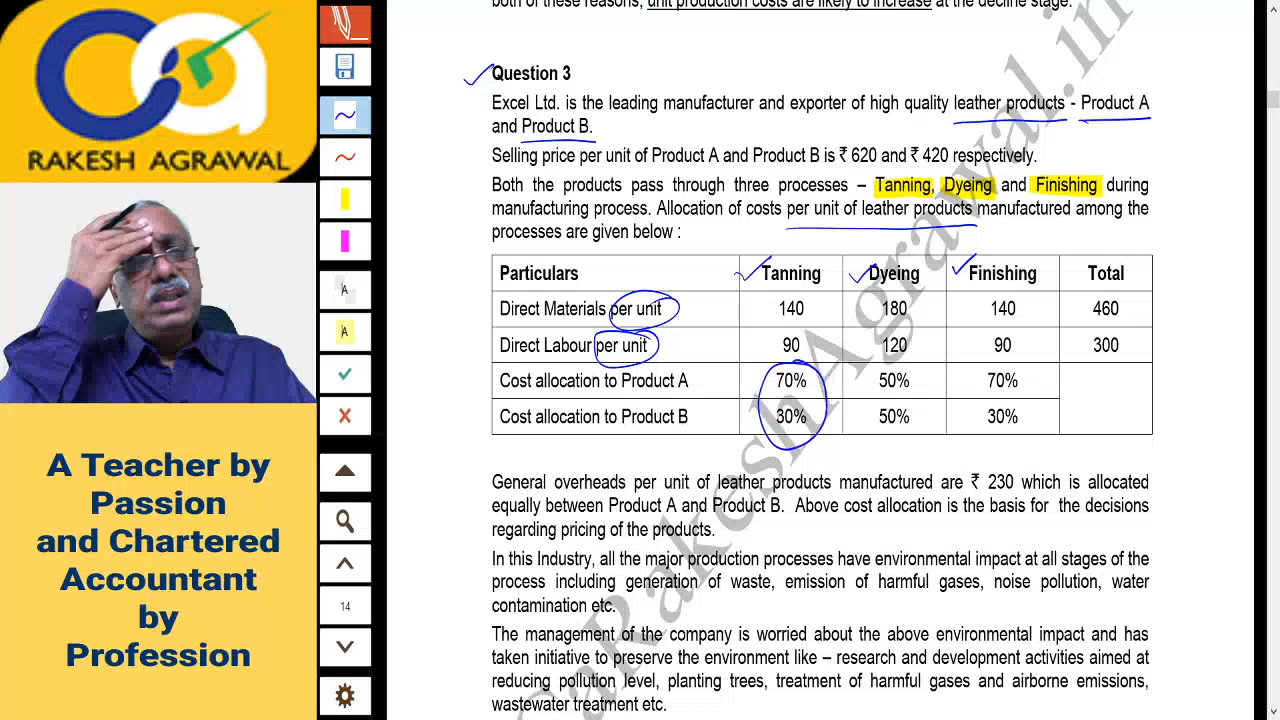 RAKESH AGRAWAL
A Teacher by
Passion
and Chartered
Accountant
by
Profession
A
A
14
both of these reasons, unit production costs are likely to increase at the decline stage.
Question 3
Excel Ltd. is the leading manufacturer and exporter of high quality leather products - Product A
and Product B.
Selling price per unit of Product A and Product B is ₹ 620 and ₹ 420 respectively.
Both the products pass through three processes – Tanning, Dyeing and Finishing during
manufacturing process. Allocation of costs per unit of leather products manufactured among the
processes are given below :
Particulars Tanning Dyeing Finishing Total
Direct Materials per unit 140 180 140 460
Direct Labour per unit 90 120 90 300
Cost allocation to Product A 70% 50% 70%
Cost allocation to Product B 30% 50% 30%
General overheads per unit of leather products manufactured are ₹ 230 which is allocated
equally between Product A and Product B. Above cost allocation is the basis for the decisions
regarding pricing of the products.
In this Industry, all the major production processes have environmental impact at all stages of the
process including generation of waste, emission of harmful gases, noise pollution, water
contamination etc.
The management of the company is worried about the above environmental impact and has
taken initiative to preserve the environment like – research and development activities aimed at
reducing pollution level, planting trees, treatment of harmful gases and airborne emissions,
wastewater treatment etc.
CaRakeshAgrawal.in